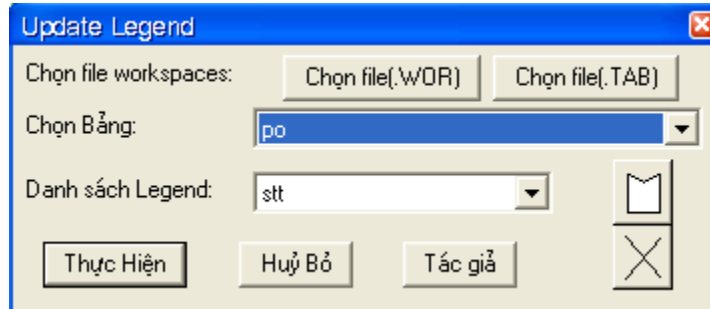 Update Legend
Chọn file workspaces: Chọn file(.WOR) Chọn file(.TAB)
Chọn Bảng: po
Danh sách Legend: stt
Thực Hiện Huỷ Bỏ Tác giả